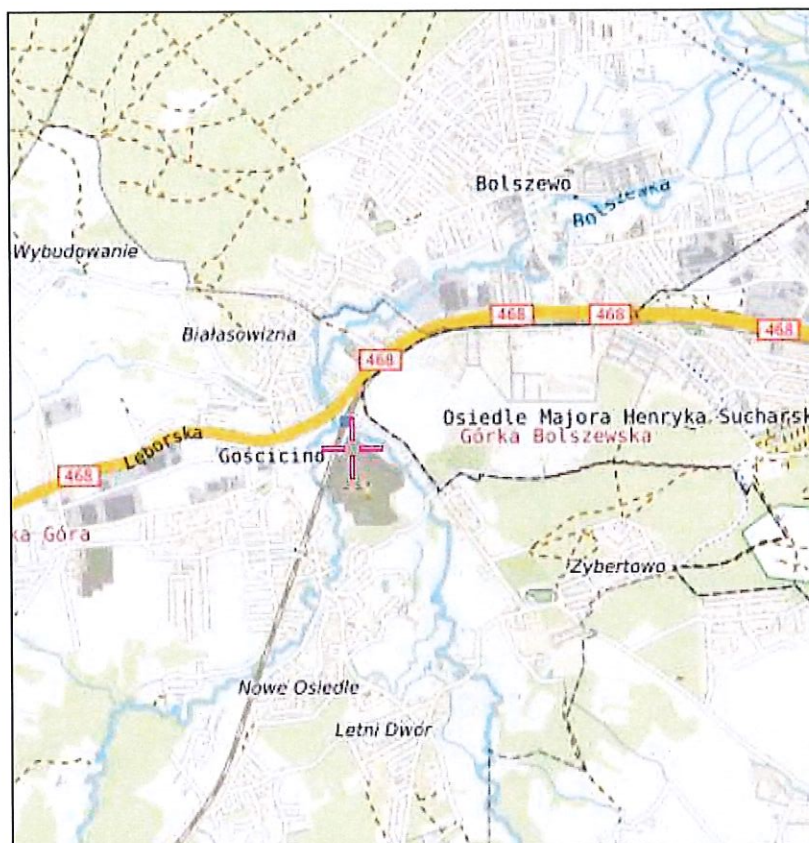 Bolszewo
Bolszewka
Wybudowanie
468
468
468
Białasowizna
468
Osiedle Majora Henryka Sucharsk
Górka Bolszewska
Lęborska
Gościcino
468
ka Góra
Zybertowo
Nowe Osiedle
Letni Dwór